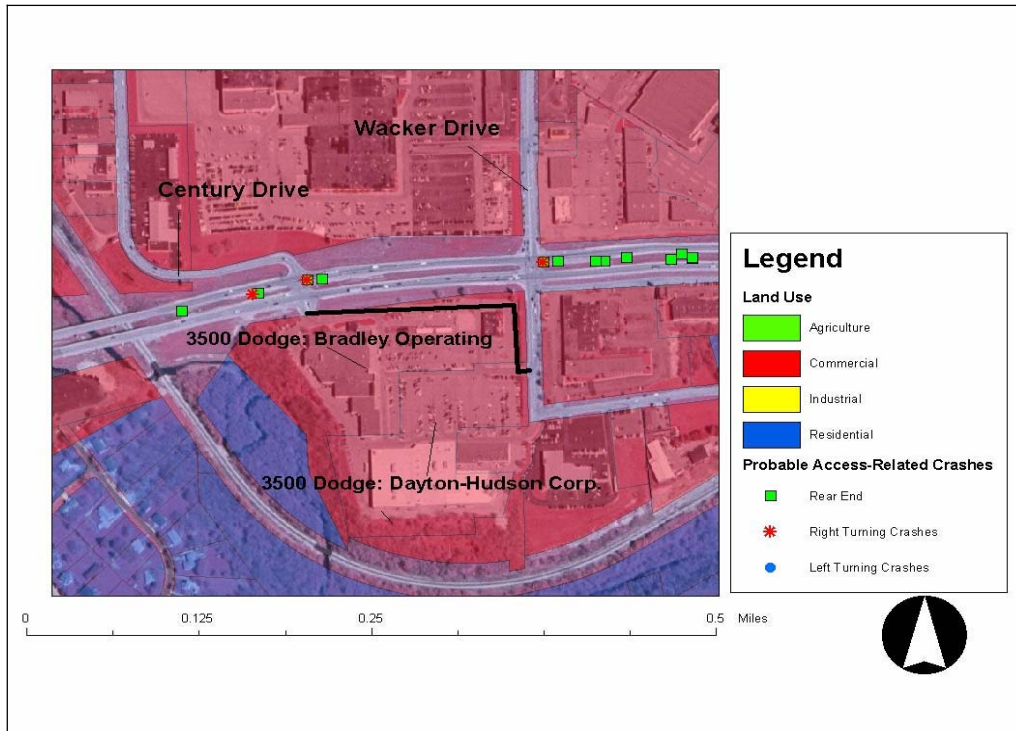 Wacker Drive
Century Drive
3500 Dodge: Bradley Operating
3500 Dodge: Dayton-Hudson Corp.
Legend
Land Use
Agriculture
Commercial
Industrial
Residential
Probable Access-Related Crashes
Rear End
Right Turning Crashes
Left Turning Crashes
0 0.125 0.25 0.5 Miles